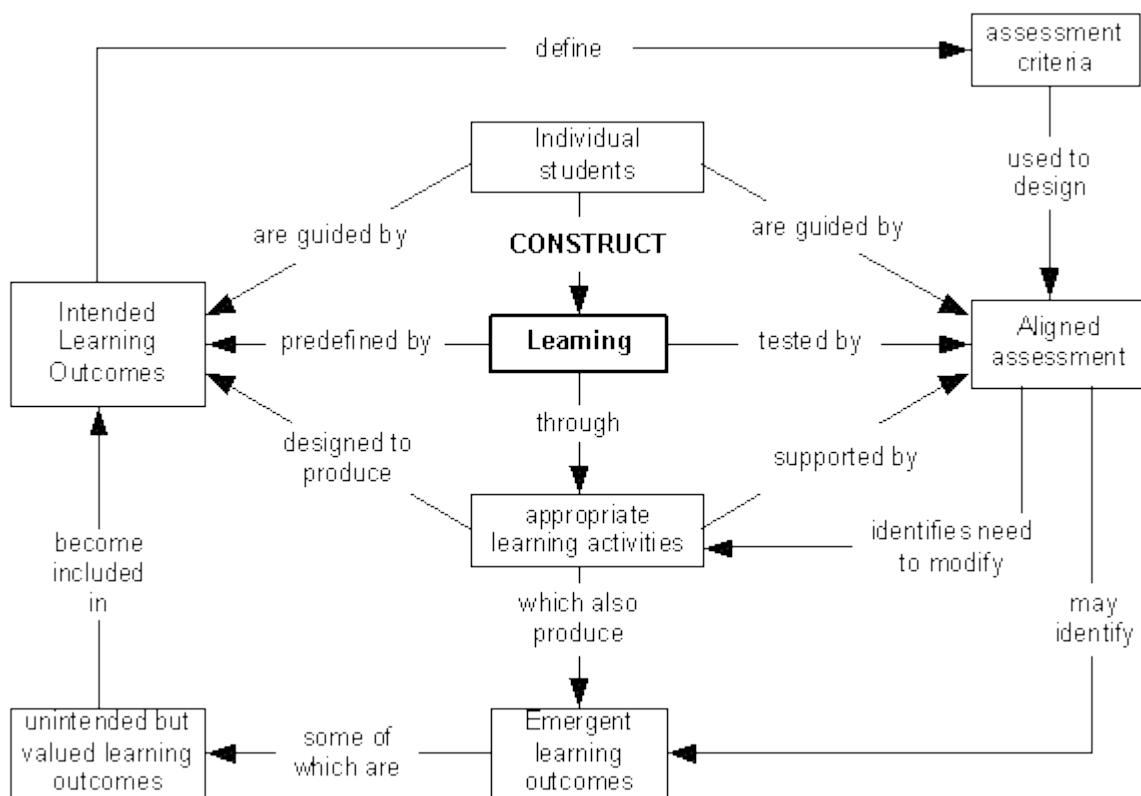 define
assessment
criteria
Individual
students
used to
design
are guided by
CONSTRUCT
are guided by
Intended
Learning
Outcomes
predefined by
Learning
tested by
Aligned
assessment
through
designed to
produce
supported by
appropriate
learning activities
identifies need
to modify
become
included
in
which also
produce
may
identify
unintended but
valued learning
outcomes
some of
which are
Emergent
learning
outcomes